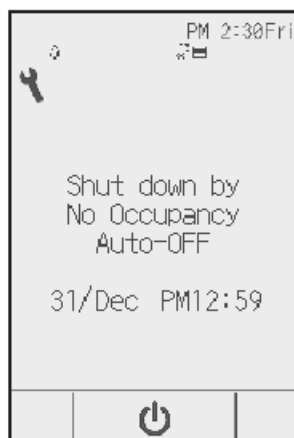 PM 2:30Fri
Shut down by
No Occupancy
Auto-OFF
31/Dec PM12:59